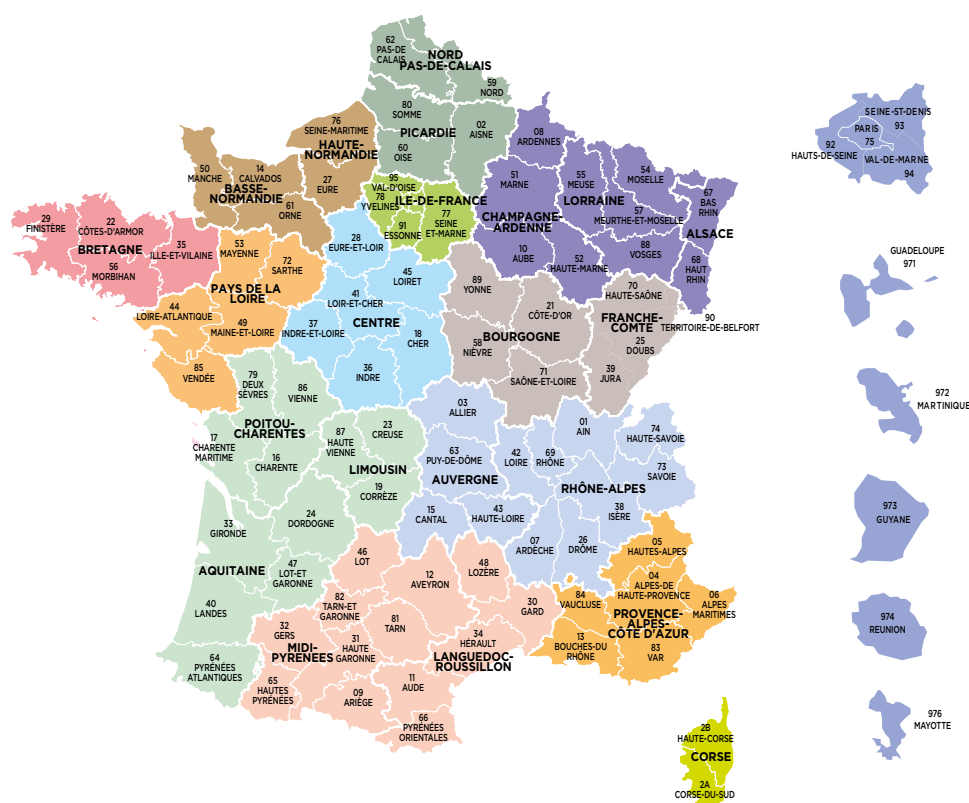 62
PAS-DE
CALAIS
NORD
PAS-DE-CALAIS
59
NORD
80
SOMME
PICARDIE
02
AISNE
60
OISE
76
SEINE-MARITIME
HAUTE-
NORMANDIE
27
EURE
50
MANCHE
14
CALVADOS
BASSE-
NORMANDIE
61
ORNE
95
VAL-D'OISE
78
YVELINES
ILE-DE-FRANCE
91
ESSONNE
77
SEINE
ET-MARNE
08
ARDENNES
51
MARNE
CHAMPAGNE-
ARDENNE
10
AUBE
52
HAUTE-MARNE
55
MEUSE
54
MOSELLE
LORRAINE
57
MEURTHE-ET-MOSELLE
88
VOSGES
67
BAS
RHIN
ALSACE
68
HAUT
RHIN
29
FINISTÈRE
22
CÔTES-D'ARMOR
BRETAGNE
35
ILLE-ET-VILAINE
56
MORBIHAN
53
MAYENNE
72
SARTHE
PAYS DE LA
LOIRE
44
LOIRE-ATLANTIQUE
49
MAINE-ET-LOIRE
85
VENDÉE
28
EURE-ET-LOIR
45
LOIRET
41
LOIR-ET-CHER
CENTRE
37
INDRE-ET-LOIRE
18
CHER
36
INDRE
89
YONNE
21
CÔTE-D'OR
BOURGOGNE
58
NIÈVRE
71
SAÔNE-ET-LOIRE
70
HAUTE-SAÔNE
FRANCHE-
COMTE
90
TERRITOIRE-DE-BELFORT
25
DOUBS
39
JURA
79
DEUX
SÈVRES
86
VIENNE
POITOU-
CHARENTES
17
CHARENTE
MARITIME
16
CHARENTE
87
HAUTE
VIENNE
23
CREUSE
LIMOUSIN
19
CORRÈZE
03
ALLIER
63
PUY-DE-DÔME
AUVERGNE
15
CANTAL
43
HAUTE-LOIRE
42
LOIRE
69
RHÔNE
01
AIN
74
HAUTE-SAVOIE
73
SAVOIE
RHÔNE-ALPES
38
ISÈRE
07
ARDÈCHE
26
DRÔME
24
DORDOGNE
33
GIRONDE
47
LOT-ET
GARONNE
AQUITAINE
40
LANDES
64
PYRÉNÉES
ATLANTIQUES
46
LOT
12
AVEYRON
82
TARN-ET
GARONNE
81
TARN
32
GERS
MIDI-
PYRENEES
31
HAUTE
GARONNE
65
HAUTES
PYRÉNÉES
09
ARIÈGE
48
LOZÈRE
30
GARD
34
HÉRAULT
LANGUEDOC-
ROUSSILLON
11
AUDE
66
PYRÉNÉES
ORIENTALES
05
HAUTES-ALPES
04
ALPES-DE
HAUTE-PROVENCE
06
ALPES
MARITIMES
84
VAUCLUSE
PROVENCE-
ALPES-
CÔTE D'AZUR
13
BOUCHES-DU
RHÔNE
83
VAR
2B
HAUTE-CORSE
CORSE
2A
CORSE-DU-SUD
SEINE-ST-DENIS
93
PARIS
75
92
HAUTS-DE-SEINE
VAL-DE-MARNE
94
GUADELOUPE
971
972
MARTINIQUE
973
GUYANE
974
REUNION
976
MAYOTTE